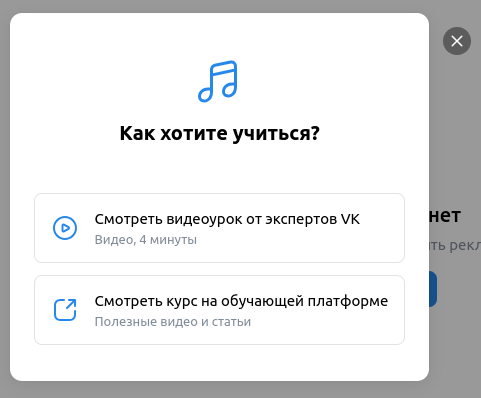 Как хотите учиться?
Смотреть видеоурок от экспертов VK
Видео, 4 минуты
Смотреть курс на обучающей платформе
Полезные видео и статьи